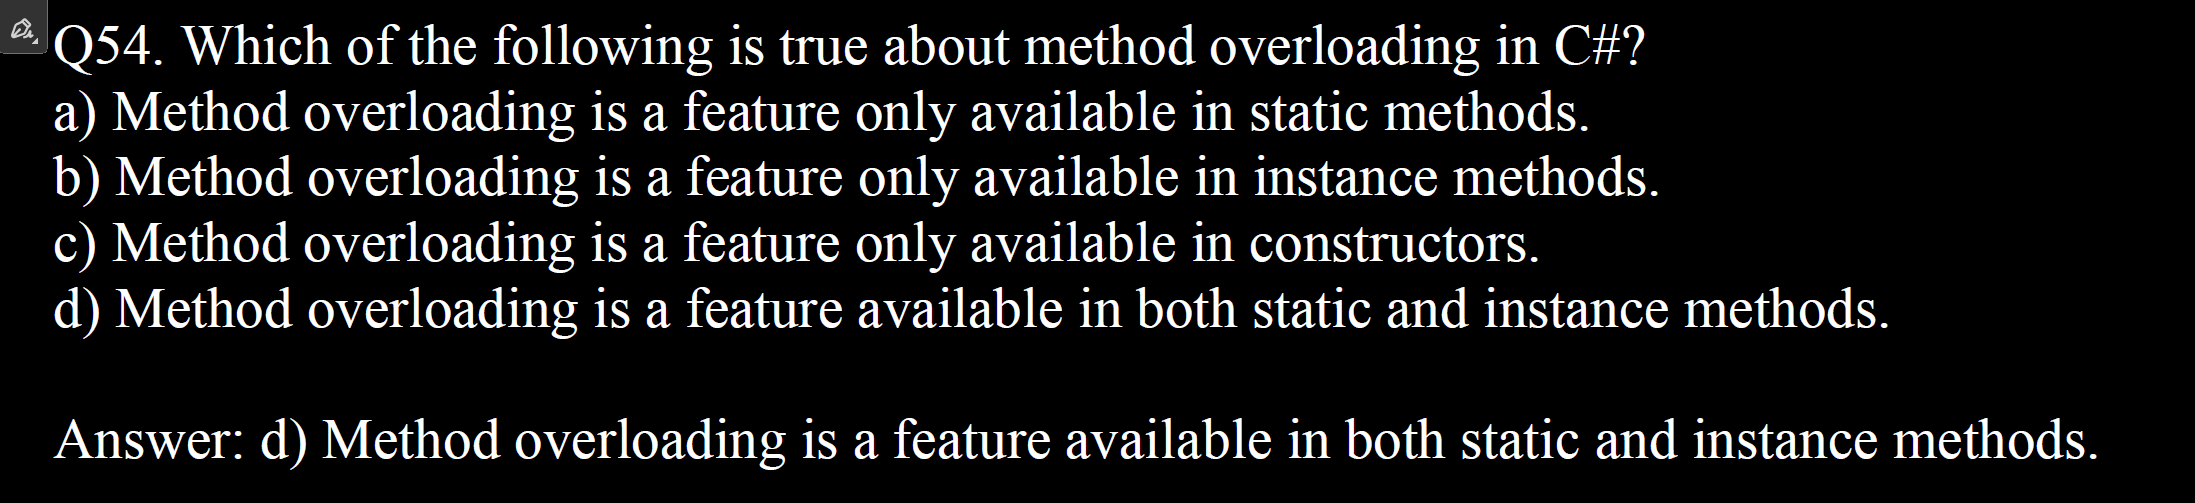 Q54. Which of the following is true about method overloading in C#?
a) Method overloading is a feature only available in static methods.
b) Method overloading is a feature only available in instance methods.
c) Method overloading is a feature only available in constructors.
d) Method overloading is a feature available in both static and instance methods.
Answer: d) Method overloading is a feature available in both static and instance methods.